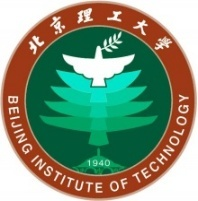 北京理工大学
1940
BEIJING INSTITUTE OF TECHNOLOGY